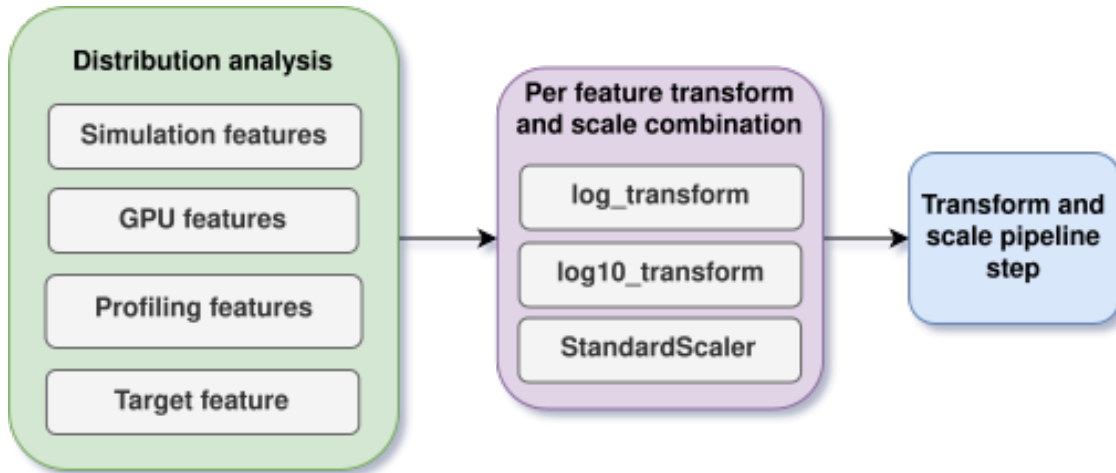 Distribution analysis
Simulation features
GPU features
Profiling features
Target feature
Per feature transform
and scale combination
log_transform
log10_transform
StandardScaler
Transform and
scale pipeline
step